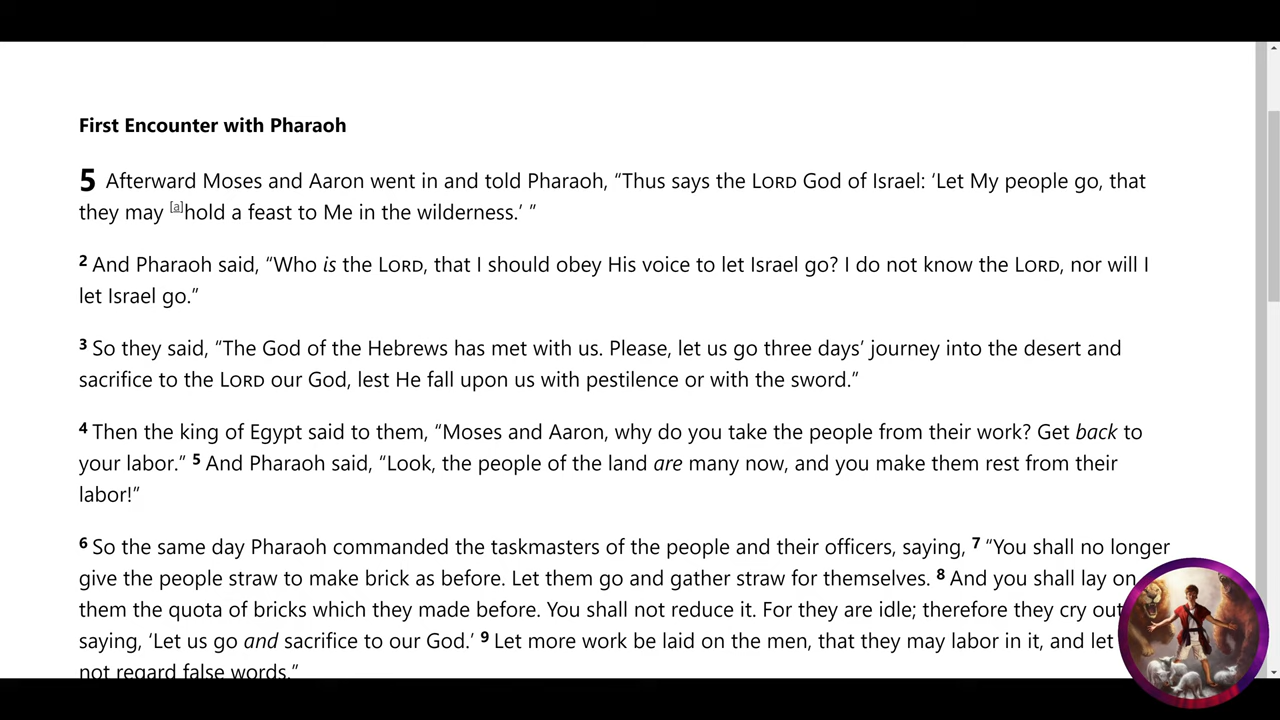 First Encounter with Pharaoh
5 Afterward Moses and Aaron went in and told Pharaoh, “Thus says the LORD God of Israel: ‘Let My people go, that
they may [a]hold a feast to Me in the wilderness.’ ”
2 And Pharaoh said, “Who is the LORD, that I should obey His voice to let Israel go? I do not know the LORD, nor will I
let Israel go.”
3 So they said, “The God of the Hebrews has met with us. Please, let us go three days’ journey into the desert and
sacrifice to the LORD our God, lest He fall upon us with pestilence or with the sword.”
4 Then the king of Egypt said to them, “Moses and Aaron, why do you take the people from their work? Get back to
your labor.” 5 And Pharaoh said, “Look, the people of the land are many now, and you make them rest from their
labor!”
6 So the same day Pharaoh commanded the taskmasters of the people and their officers, saying, 7 “You shall no longer
give the people straw to make brick as before. Let them go and gather straw for themselves. 8 And you shall lay on
them the quota of bricks which they made before. You shall not reduce it. For they are idle; therefore they cry out
saying, ‘Let us go and sacrifice to our God.’ 9 Let more work be laid on the men, that they may labor in it, and let
not regard false words.”